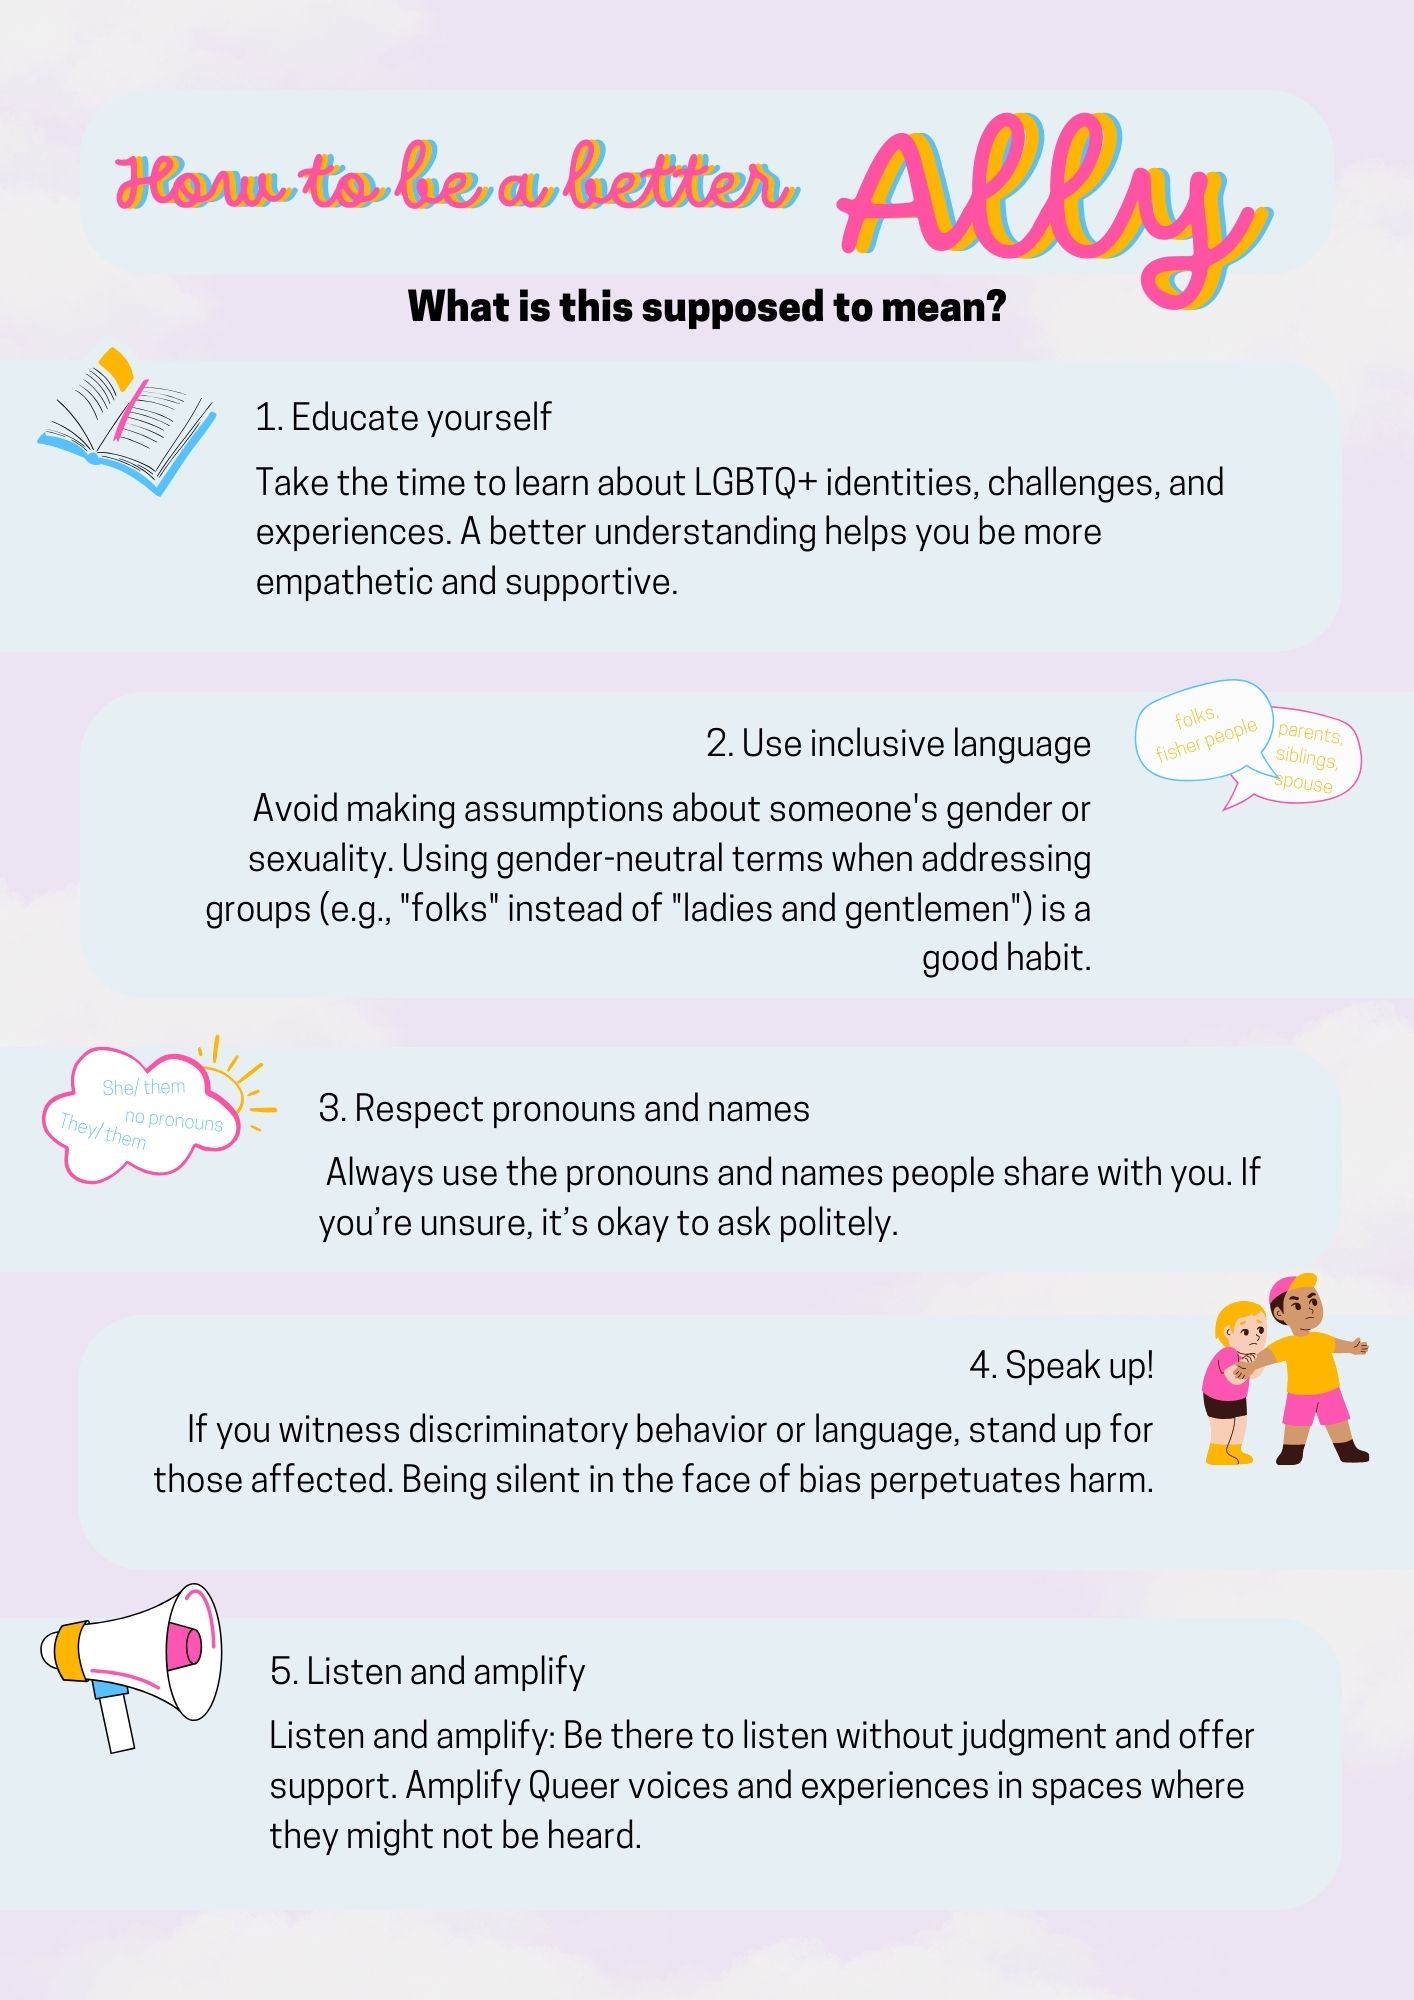 How to be a better Ally
What is this supposed to mean?
1. Educate yourself
Take the time to learn about LGBTQ+ identities, challenges, and
experiences. A better understanding helps you be more
empathetic and supportive.
folks,
fisher people
parents,
siblings,
spouse
2. Use inclusive language
Avoid making assumptions about someone's gender or
sexuality. Using gender-neutral terms when addressing
groups (e.g., "folks" instead of "ladies and gentlemen") is a
good habit.
She/ them
no pronouns
They/ them
3. Respect pronouns and names
Always use the pronouns and names people share with you. If
you’re unsure, it’s okay to ask politely.
4. Speak up!
If you witness discriminatory behavior or language, stand up for
those affected. Being silent in the face of bias perpetuates harm.
5. Listen and amplify
Listen and amplify: Be there to listen without judgment and offer
support. Amplify Queer voices and experiences in spaces where
they might not be heard.